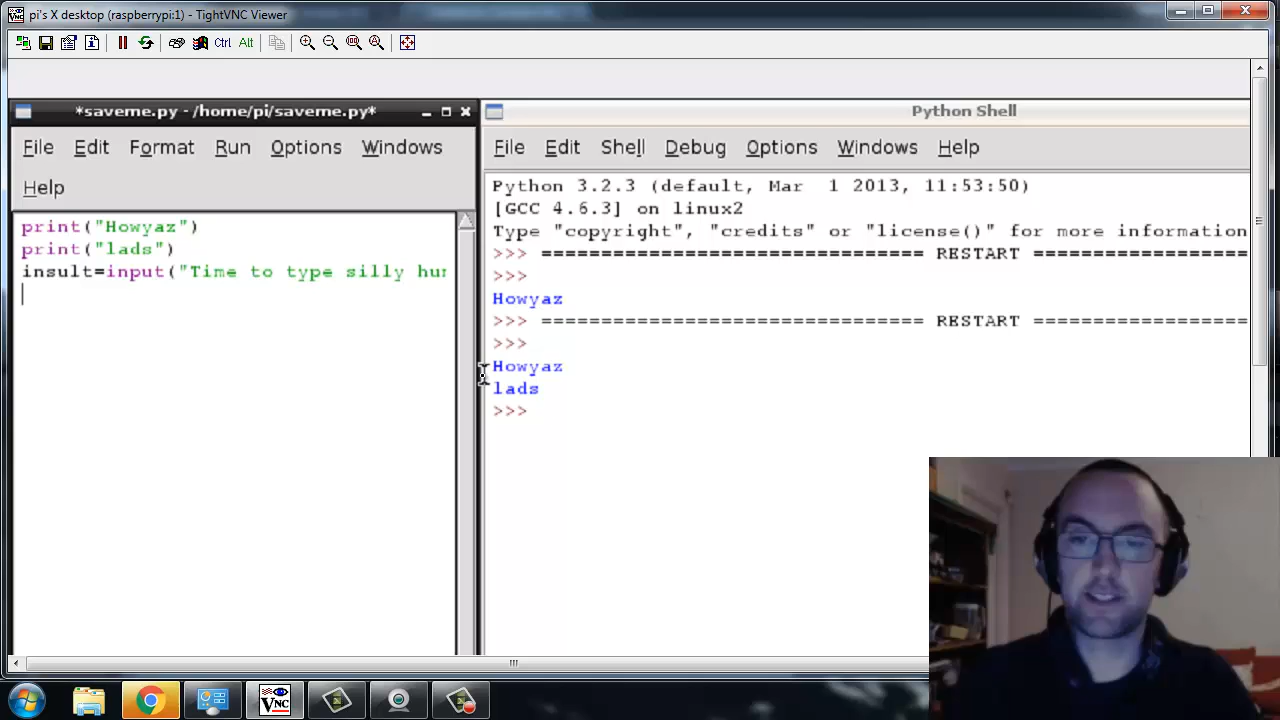 pi's X desktop (raspberrypi:1) - TightVNC Viewer
Ctrl Alt
*saveme.py - /home/pi/saveme.py*
File Edit Format Run Options Windows
Help
print("Howyaz")
print("lads")
insult=input("Time to type silly
Python Shell
File Edit Shell Debug Options Windows Help
Python 3.2.3 (default, Mar  1 2013, 11:53:50)
[GCC 4.6.3] on linux2
Type "copyright", "credits" or "license()" for more information
>>> ================================ RESTART ==========================
>>>
Howyaz
>>> ================================ RESTART ==========================
>>>
Howyaz
lads
>>>
VNC